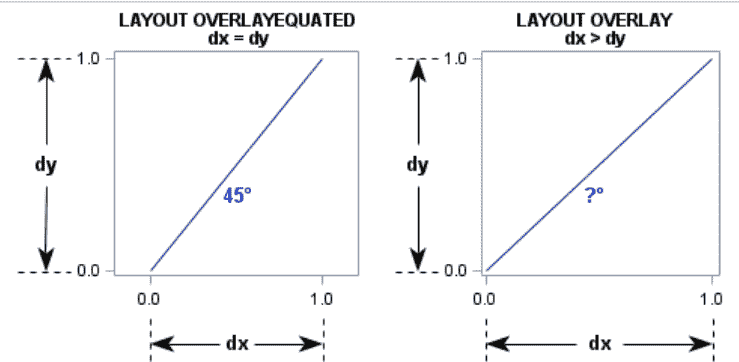 LAYOUT OVERLAYEQUATED
dx = dy
1.0
dy
45°
0.0
0.0
1.0
dx
LAYOUT OVERLAY
dx > dy
1.0
dy
?°
0.0
0.0
1.0
dx